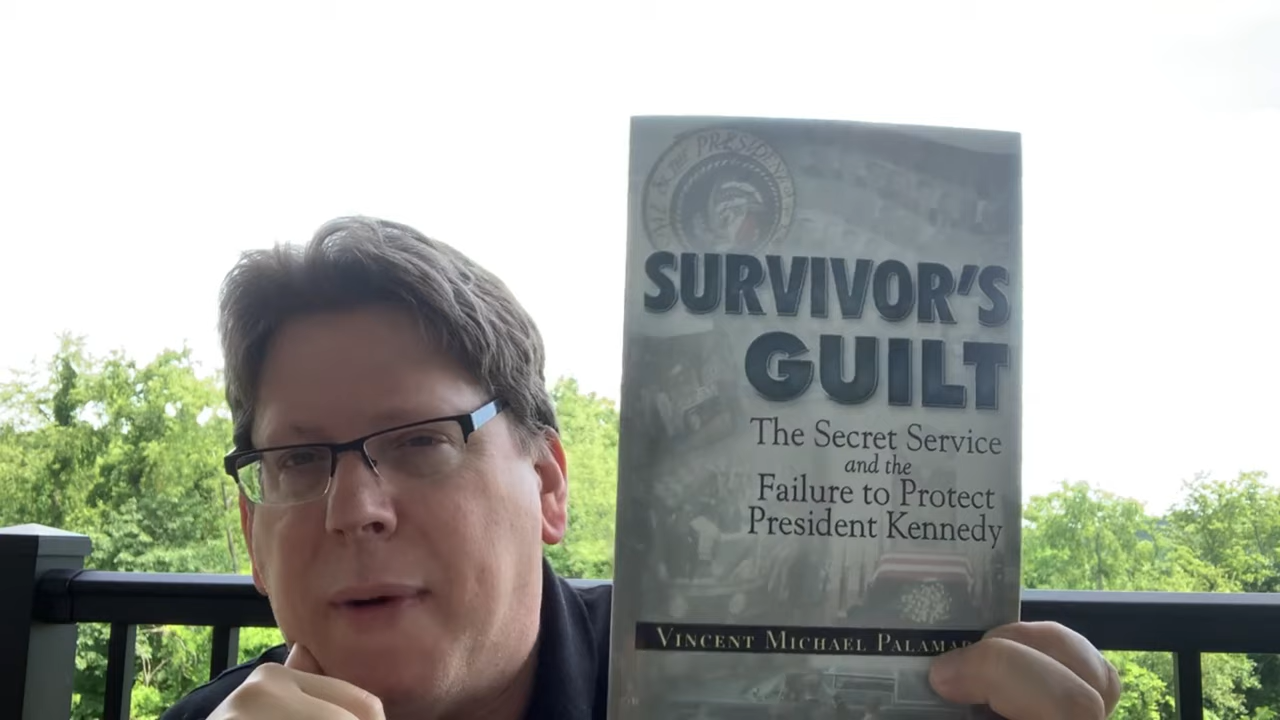 SURVIVOR'S
GUILT
The Secret Service
and the
Failure to Protect
President Kennedy
VINCENT MICHAEL